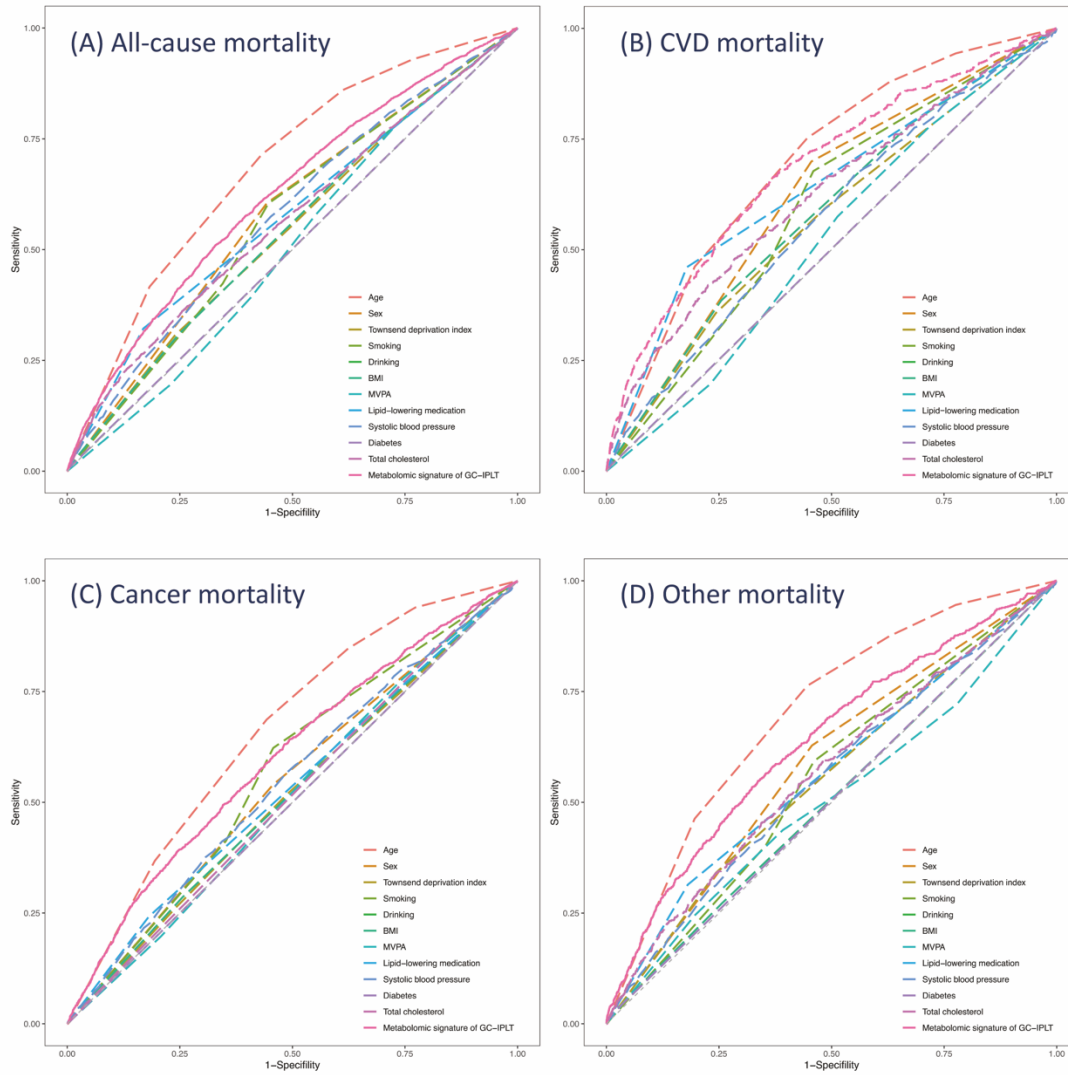 (A) All-cause mortality
1.00
0.75
0.50
0.25
0.00
Sensitivity
Age
Sex
Townsend deprivation index
Smoking
Drinking
BMI
MVPA
Lipid-lowering medication
Systolic blood pressure
Diabetes
Total cholesterol
Metabolomic signature of GC-IPLT
0.00 0.25 0.50 0.75 1.00
1-Specifility
(B) CVD mortality
1.00
0.75
0.50
0.25
0.00
Sensitivity
Age
Sex
Townsend deprivation index
Smoking
Drinking
BMI
MVPA
Lipid-lowering medication
Systolic blood pressure
Diabetes
Total cholesterol
Metabolomic signature of GC-IPLT
0.00 0.25 0.50 0.75 1.00
1-Specifility
(C) Cancer mortality
1.00
0.75
0.50
0.25
0.00
Sensitivity
Age
Sex
Townsend deprivation index
Smoking
Drinking
BMI
MVPA
Lipid-lowering medication
Systolic blood pressure
Diabetes
Total cholesterol
Metabolomic signature of GC-IPLT
0.00 0.25 0.50 0.75 1.00
1-Specifility
(D) Other mortality
1.00
0.75
0.50
0.25
0.00
Sensitivity
Age
Sex
Townsend deprivation index
Smoking
Drinking
BMI
MVPA
Lipid-lowering medication
Systolic blood pressure
Diabetes
Total cholesterol
Metabolomic signature of GC-IPLT
0.00 0.25 0.50 0.75 1.00
1-Specifility